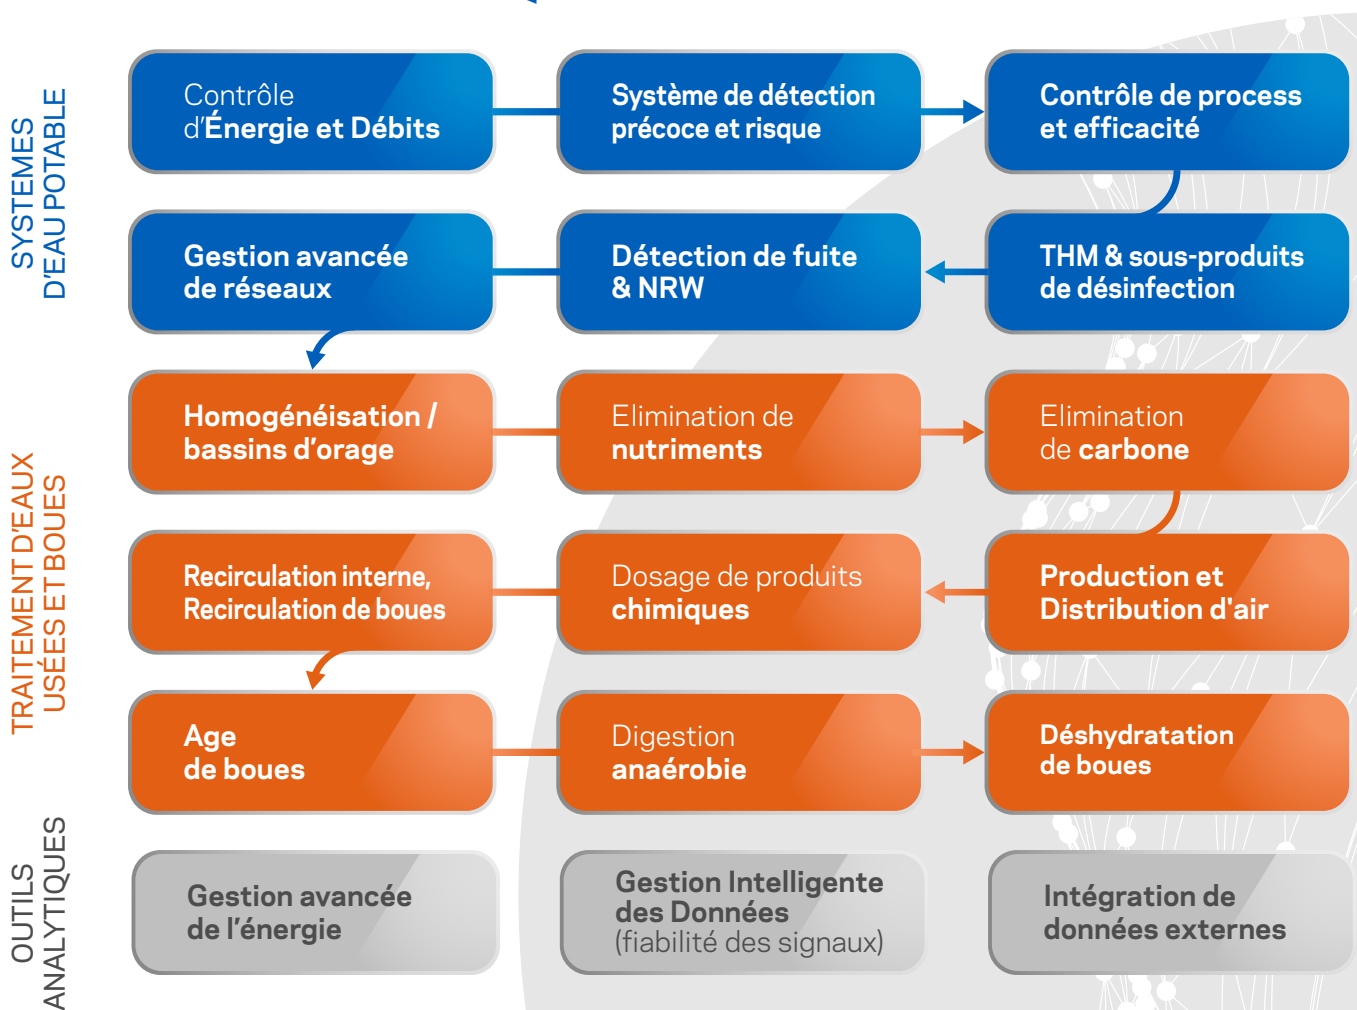 SYSTEMES
D'EAU POTABLE
Contrôle
d'Énergie et Débits
Système de détection
précoce et risque
Contrôle de process
et efficacité
Gestion avancée
de réseaux
Détection de fuite
& NRW
THM & sous-produits
de désinfection
TRAITEMENT D'EAUX
USÉES ET BOUES
Homogénéisation /
bassins d'orage
Elimination de
nutriments
Elimination
de carbone
Recirculation interne,
Recirculation de boues
Dosage de produits
chimiques
Production et
Distribution d'air
Age
de boues
Digestion
anaérobie
Déshydratation
de boues
OUTILS
ANALYTIQUES
Gestion avancée
de l'énergie
Gestion Intelligente
des Données
(fiabilité des signaux)
Intégration de
données externes